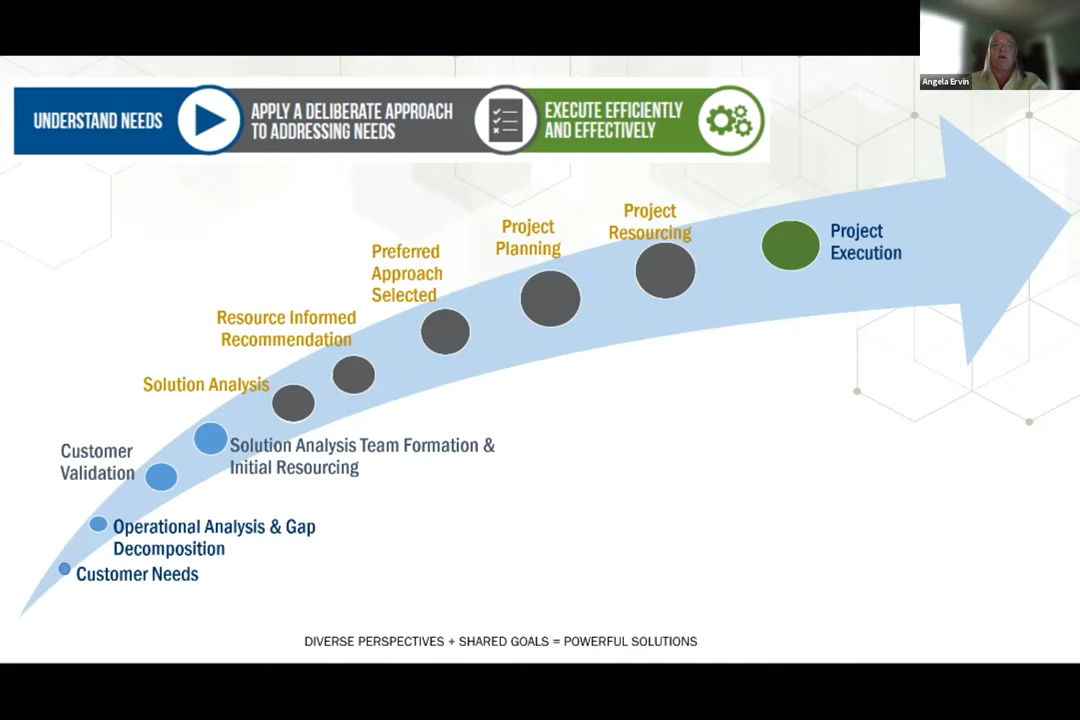 Angela Ervin
UNDERSTAND NEEDS
APPLY A DELIBERATE APPROACH
TO ADDRESSING NEEDS
EXECUTE EFFICIENTLY
AND EFFECTIVELY
Project
Resourcing
Project
Planning
Project
Execution
Preferred
Approach
Selected
Resource Informed
Recommendation
Solution Analysis
Customer
Validation
Solution Analysis Team Formation &
Initial Resourcing
Operational Analysis & Gap
Decomposition
Customer Needs
DIVERSE PERSPECTIVES + SHARED GOALS = POWERFUL SOLUTIONS